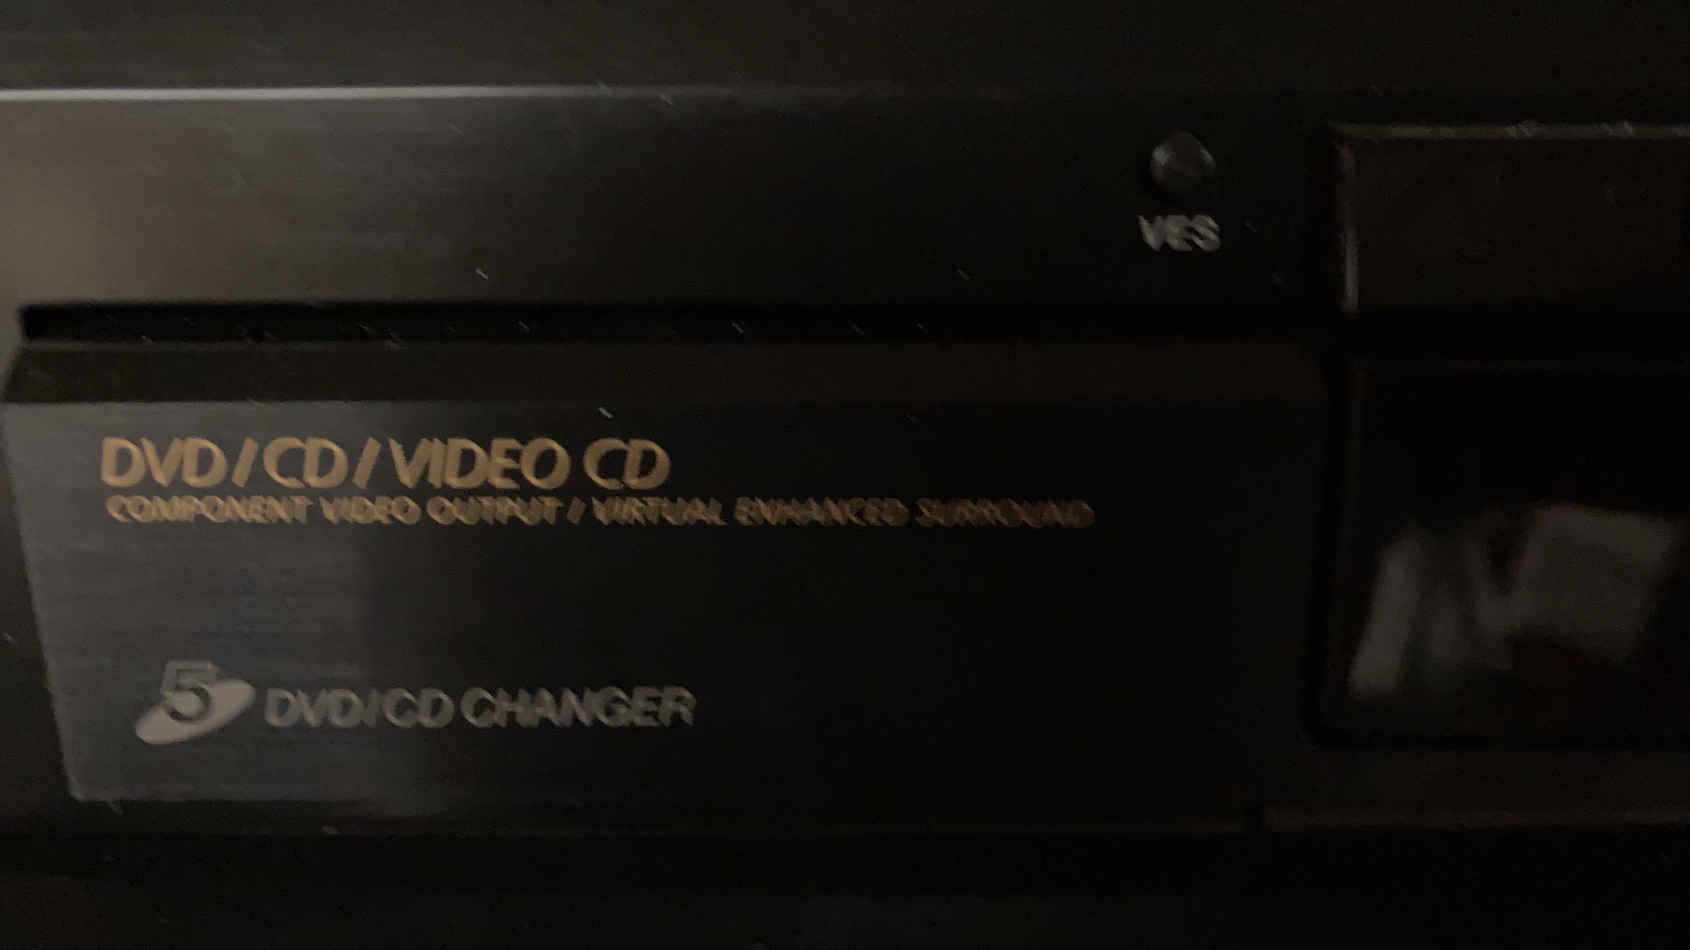 VES
DVD/CD/VIDEO CD
COMPONENT VIDEO OUTPUT / VIRTUAL ENHANCED SURROUND
5 DVD/CD CHANGER